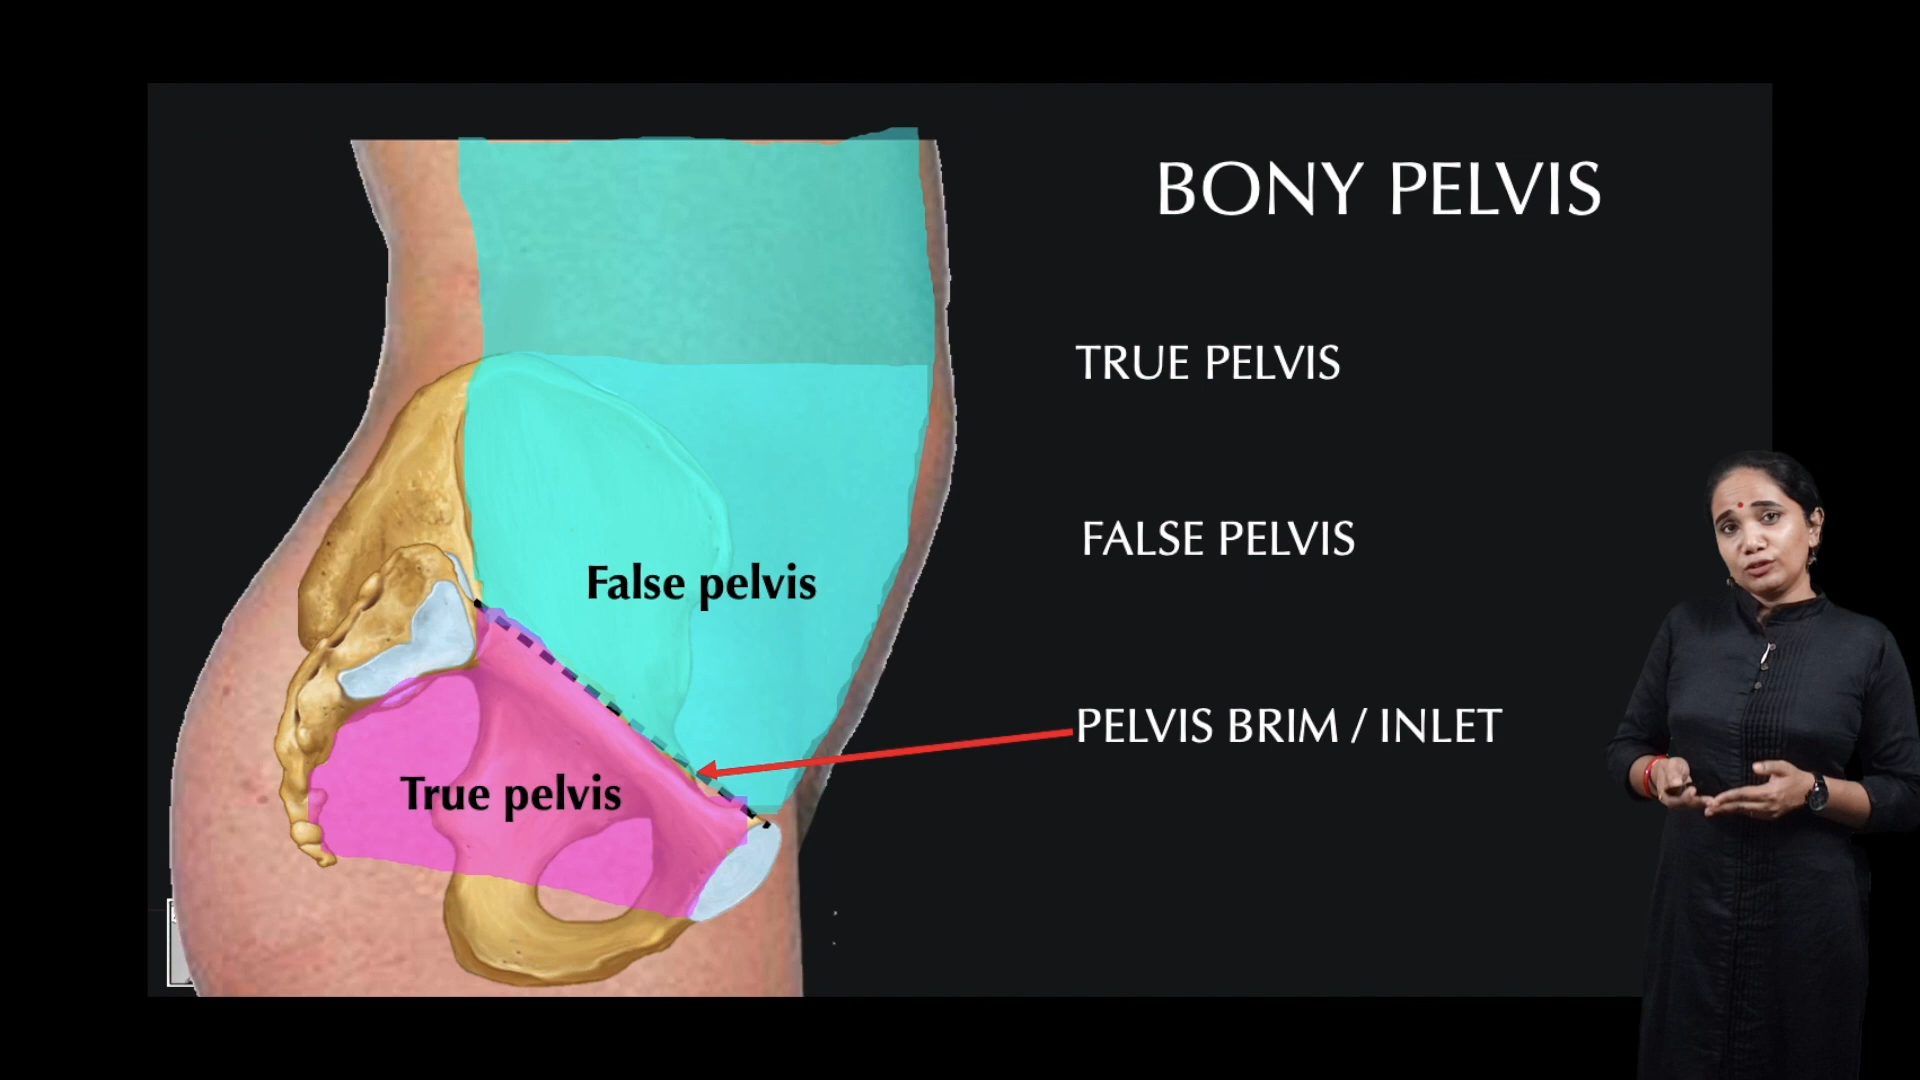 BONY PELVIS
TRUE PELVIS
FALSE PELVIS
False pelvis
PELVIS BRIM / INLET
True pelvis